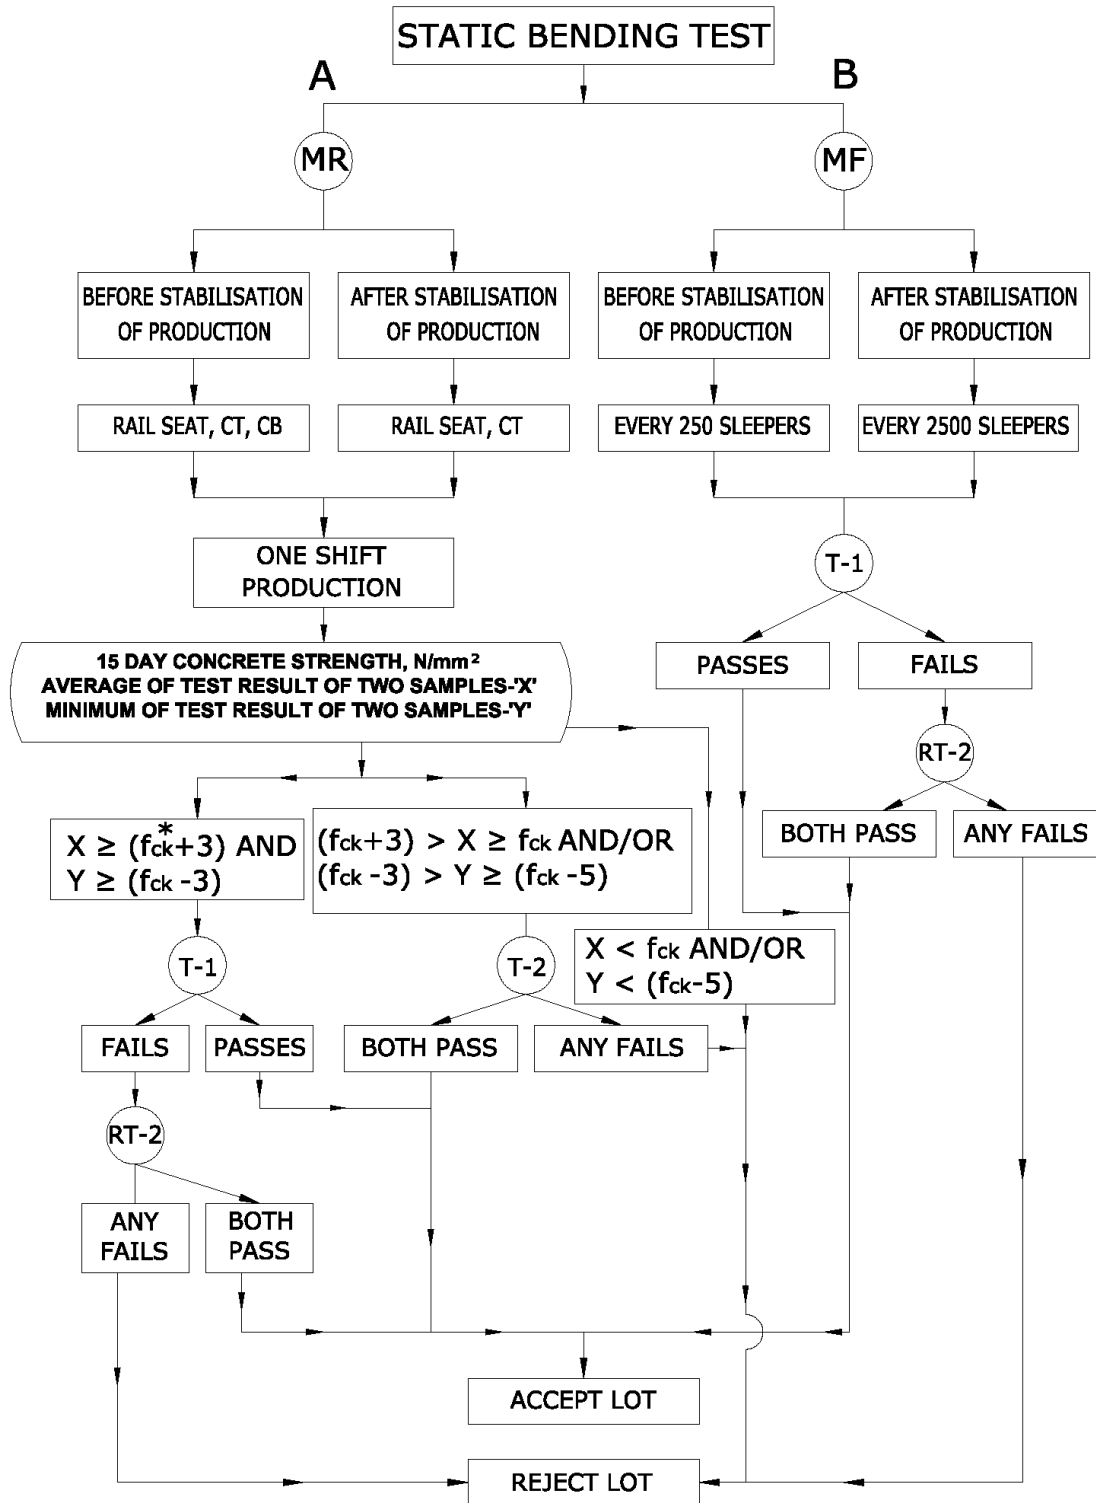 STATIC BENDING TEST
A
B
MR
MF
BEFORE STABILISATION
OF PRODUCTION
AFTER STABILISATION
OF PRODUCTION
BEFORE STABILISATION
OF PRODUCTION
AFTER STABILISATION
OF PRODUCTION
RAIL SEAT, CT, CB
RAIL SEAT, CT
EVERY 250 SLEEPERS
EVERY 2500 SLEEPERS
ONE SHIFT
PRODUCTION
T-1
15 DAY CONCRETE STRENGTH, N/mm²
AVERAGE OF TEST RESULT OF TWO SAMPLES-'X'
MINIMUM OF TEST RESULT OF TWO SAMPLES-'Y'
PASSES
FAILS
RT-2
BOTH PASS
ANY FAILS
X ≥ (fck*+3) AND
Y ≥ (fck -3)
(fck+3) > X ≥ fck AND/OR
(fck -3) > Y ≥ (fck -5)
X < fck AND/OR
Y < (fck-5)
T-1
T-2
FAILS
PASSES
BOTH PASS
ANY FAILS
RT-2
ANY
FAILS
BOTH
PASS
ACCEPT LOT
REJECT LOT